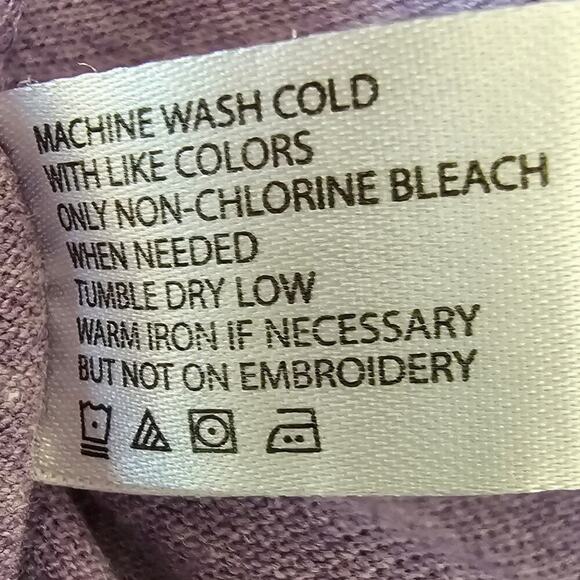 MACHINE WASH COLD
WITH LIKE COLORS
ONLY NON-CHLORINE BLEACH
WHEN NEEDED
TUMBLE DRY LOW
WARM IRON IF NECESSARY
BUT NOT ON EMBROIDERY